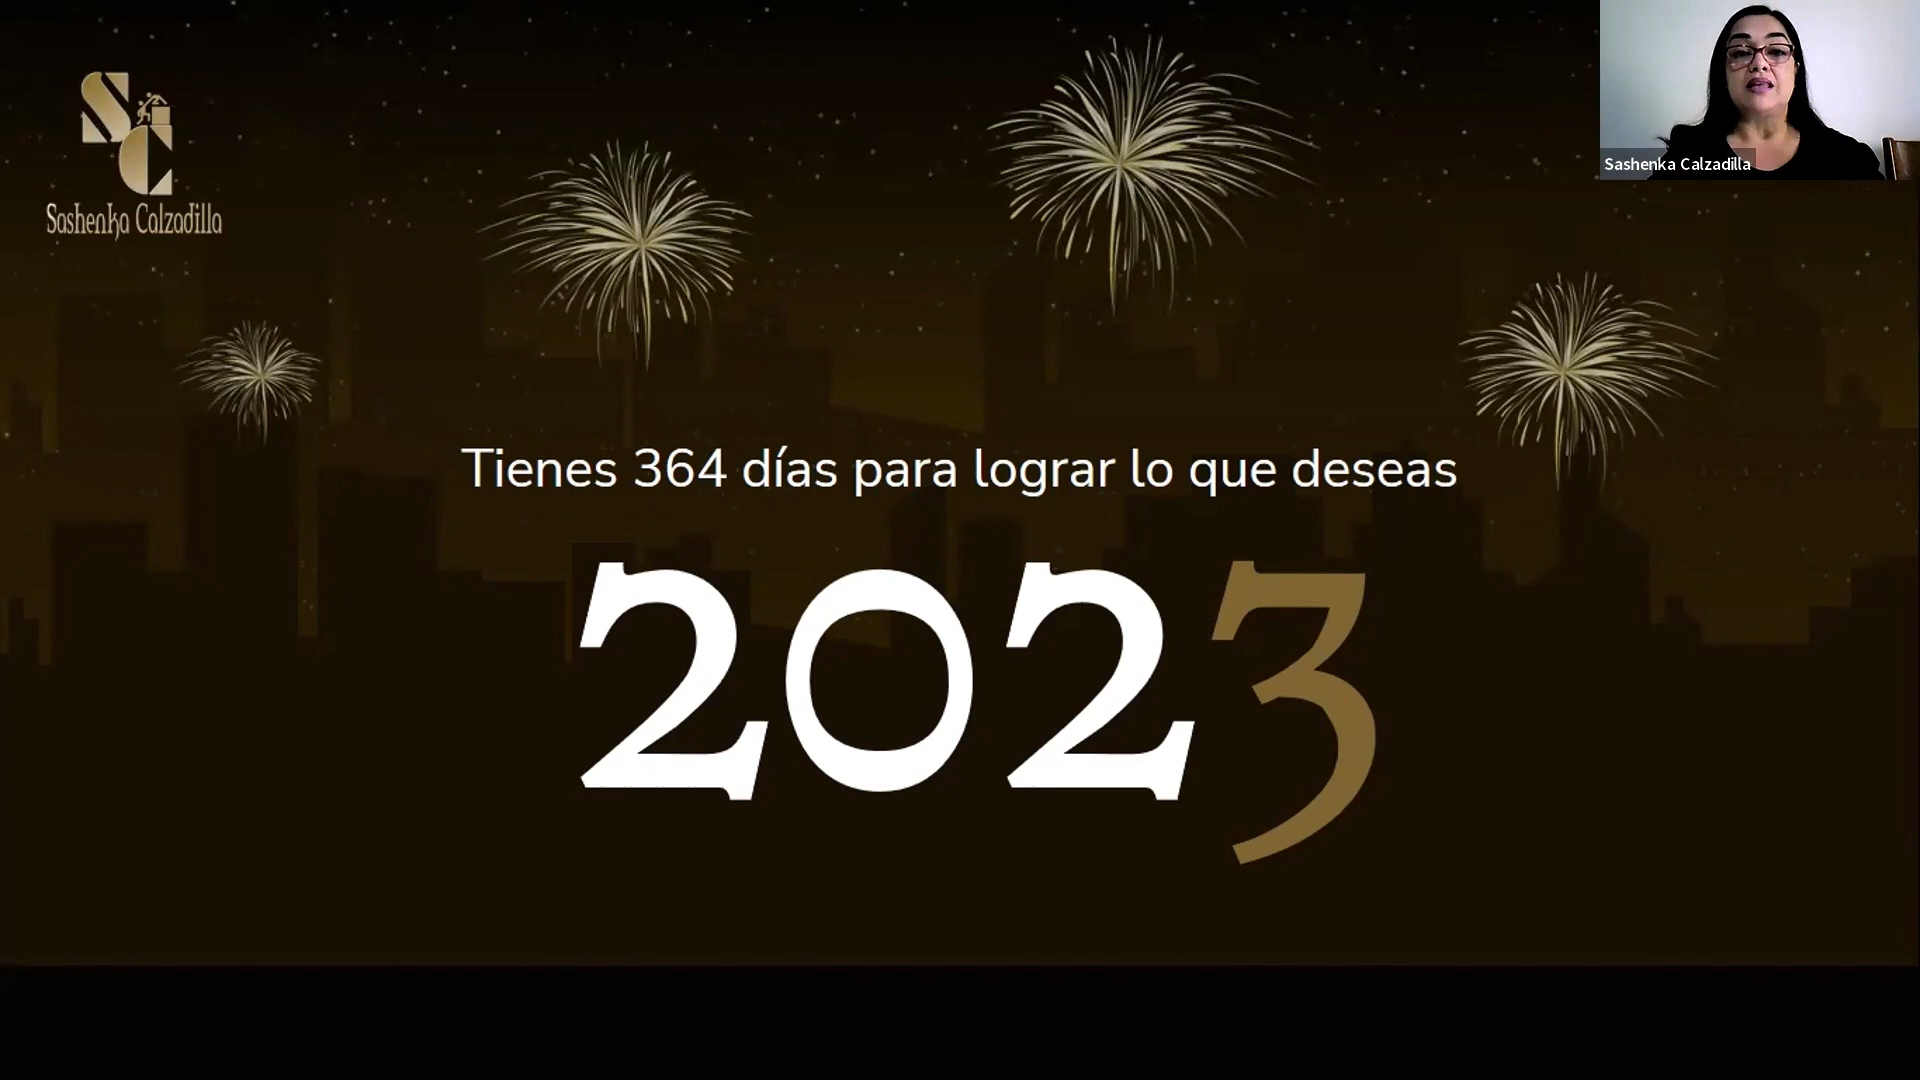 SC
Sashenka Calzadilla
Sashenka Calzadilla
Tienes 364 días para lograr lo que deseas
2023